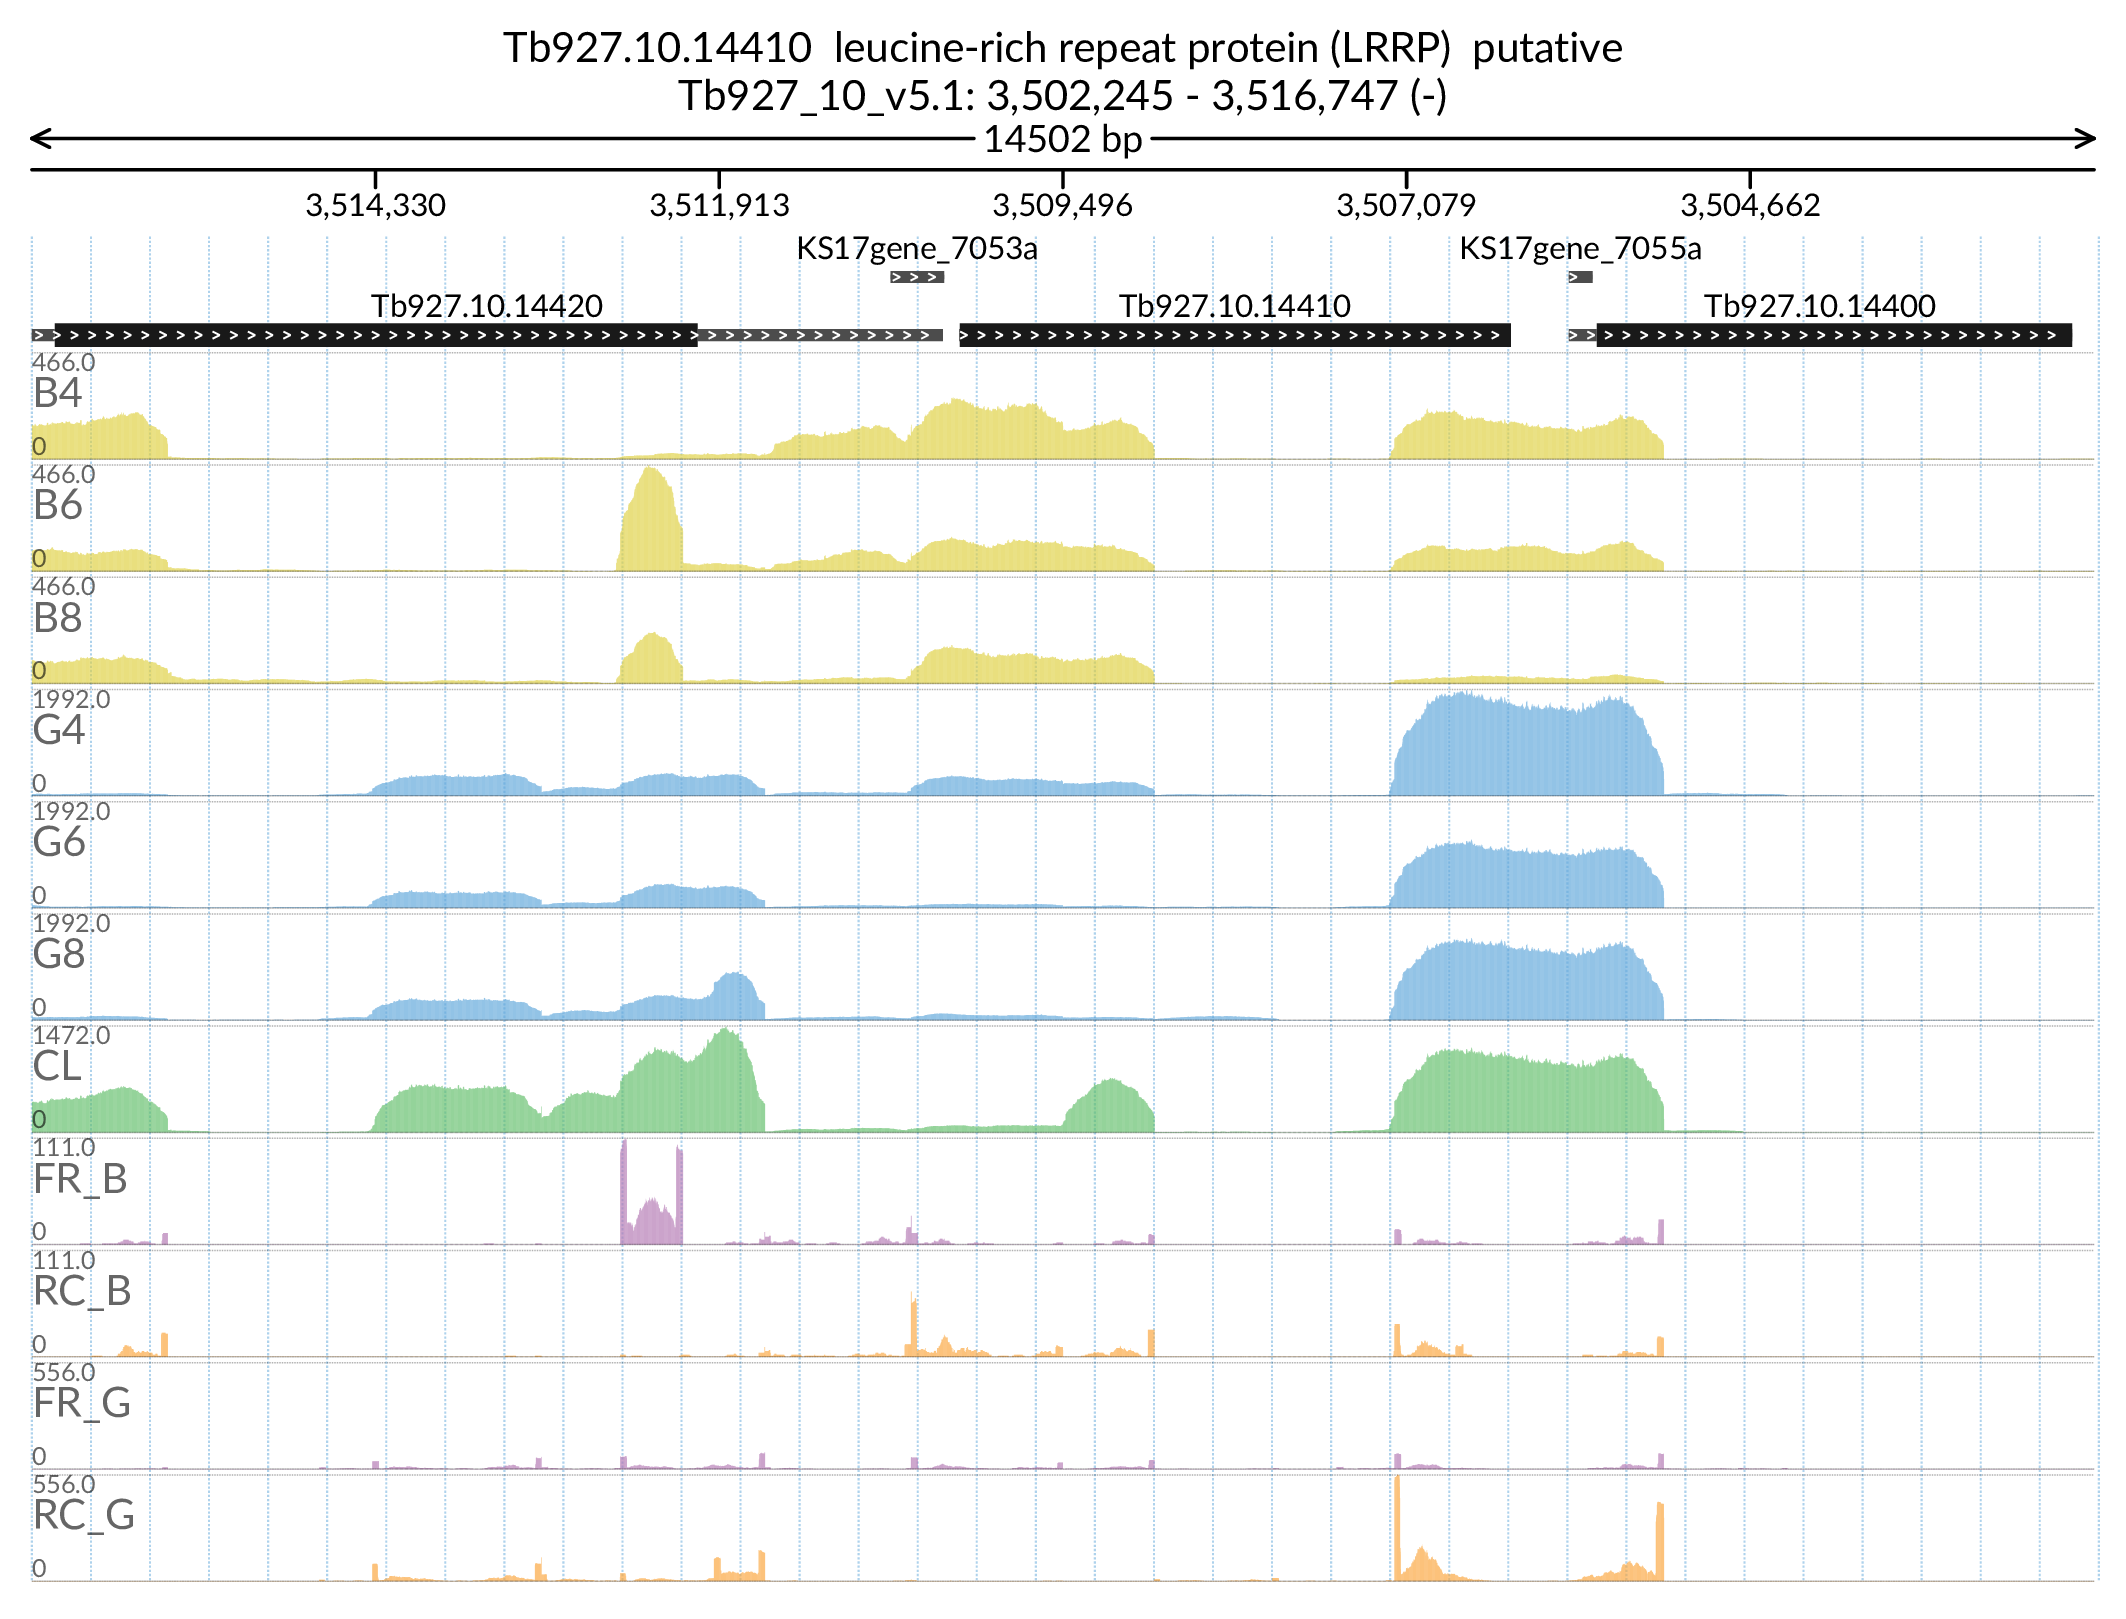 Tb927.10.14410  leucine-rich repeat protein (LRRP)  putative
Tb927_10_v5.1: 3,502,245 - 3,516,747 (-)
14502 bp
3,514,330 3,511,913 3,509,496 3,507,079 3,504,662
KS17gene_7053a KS17gene_7055a
Tb927.10.14420 Tb927.10.14410 Tb927.10.14400
466.0
B4
0
466.0
B6
0
466.0
B8
0
1992.0
G4
0
1992.0
G6
0
1992.0
G8
0
1472.0
CL
0
111.0
FR_B
0
111.0
RC_B
0
556.0
FR_G
0
556.0
RC_G
0